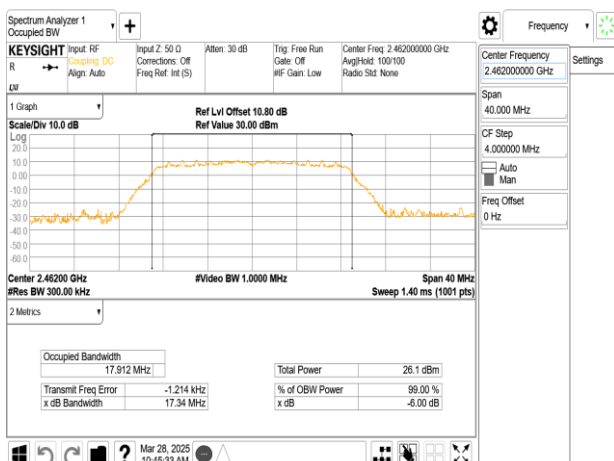 Spectrum Analyzer 1
Occupied BW
+
Frequency
KEYSIGHT
R
LXI
Input: RF
Coupling: DC
Align: Auto
Input Z: 50 Ω
Corrections: Off
Freq Ref: Int (S)
Atten: 30 dB
Trig: Free Run
Gate: Off
#IF Gain: Low
Center Freq: 2.462000000 GHz
Avg|Hold: 100/100
Radio Std: None
Center Frequency
2.462000000 GHz
Settings
Span
40.000 MHz
CF Step
4.000000 MHz
Auto
Man
Freq Offset
0 Hz
1 Graph
Scale/Div 10.0 dB
Ref Lvl Offset 10.80 dB
Ref Value 30.00 dBm
Log
20.0
10.0
0.00
-10.0
-20.0
-30.0
-40.0
-50.0
-60.0
Center 2.46200 GHz
#Res BW 300.00 kHz
#Video BW 1.0000 MHz
Span 40 MHz
Sweep 1.40 ms (1001 pts)
2 Metrics
Occupied Bandwidth
17.912 MHz
Transmit Freq Error -1.214 kHz
x dB Bandwidth 17.34 MHz
Total Power 26.1 dBm
% of OBW Power 99.00 %
x dB -6.00 dB
?
Mar 28, 2025
10:45:33 AM